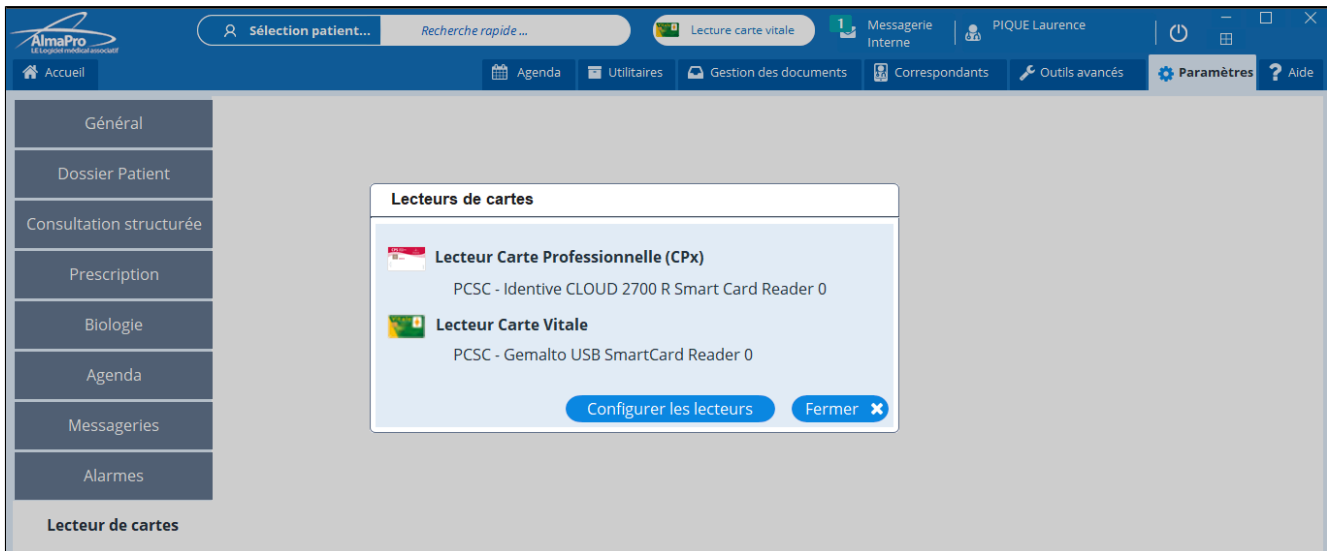 AlmaPro
LE Logiciel médical associatif
Sélection patient...
Recherche rapide ...
Lecture carte vitale
1
Messagerie
Interne
PIQUE Laurence
Accueil
Agenda
Utilitaires
Gestion des documents
Correspondants
Outils avancés
Paramètres
? Aide
Général
Dossier Patient
Consultation structurée
Prescription
Biologie
Agenda
Messageries
Alarmes
Lecteur de cartes
Lecteurs de cartes
Lecteur Carte Professionnelle (CPx)
PCSC - Identive CLOUD 2700 R Smart Card Reader 0
Lecteur Carte Vitale
PCSC - Gemalto USB SmartCard Reader 0
Configurer les lecteurs
Fermer